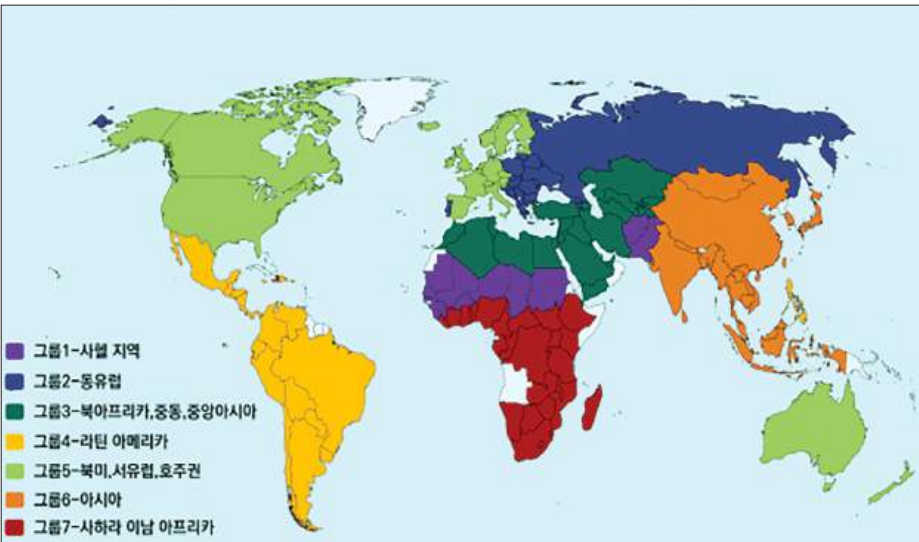 그룹1-사헬 지역
그룹2-동유럽
그룹3-북아프리카,중동,중앙아시아
그룹4-라틴 아메리카
그룹5-북미,서유럽,호주권
그룹6-아시아
그룹7-사하라 이남 아프리카